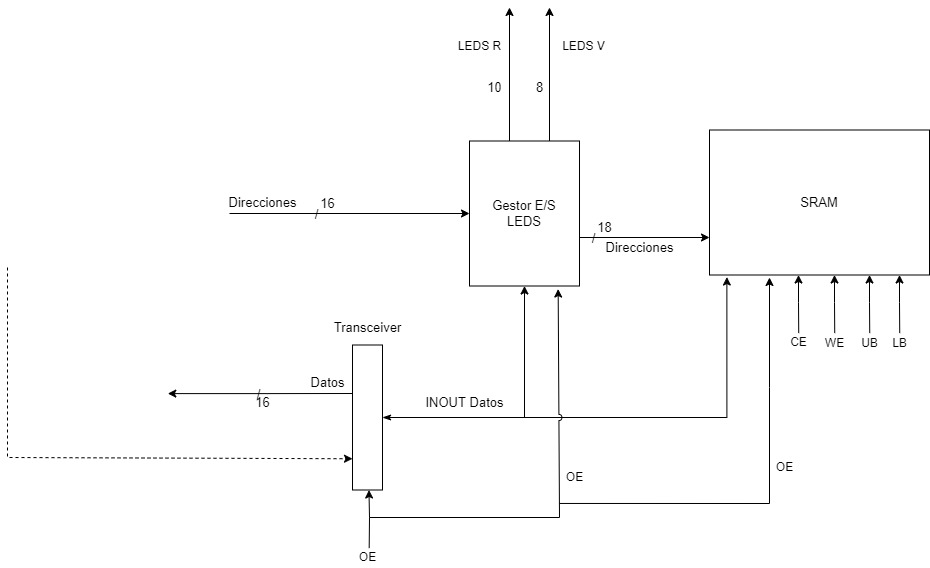 LEDS R
LEDS V
10
8
Gestor E/S
LEDS
SRAM
Direcciones
16
18
Direcciones
Transceiver
CE
WE
UB
LB
Datos
16
INOUT Datos
OE
OE
OE